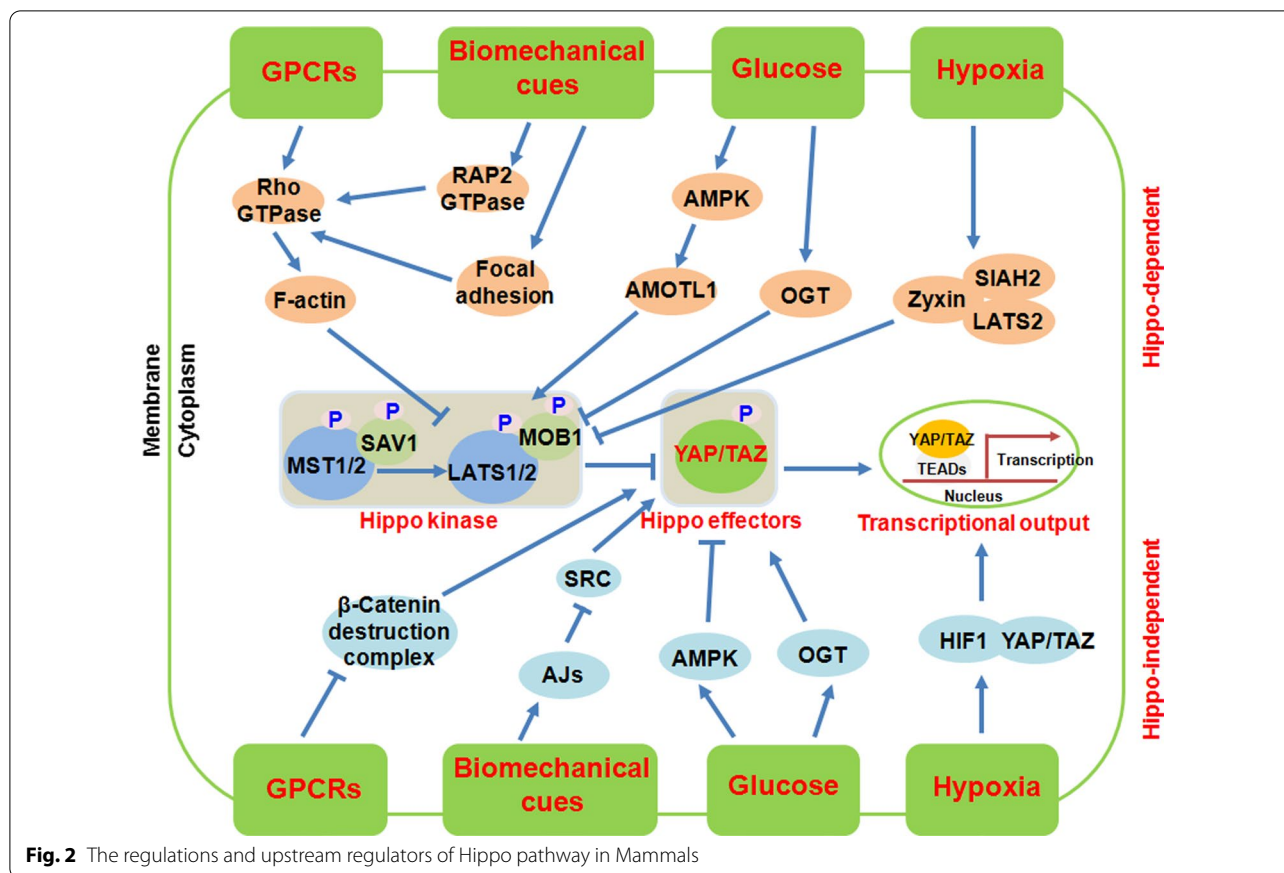 GPCRs
Biomechanical
cues
Glucose
Hypoxia
Rho
GTPase
RAP2
GTPase
AMPK
F-actin
Focal
adhesion
AMOTL1
OGT
Zyxin
SIAH2
LATS2
Membrane
Cytoplasm
Hippo-dependent
P
P
MST1/2
SAV1
P
P
LATS1/2
MOB1
Hippo kinase
P
YAP/TAZ
Hippo effectors
YAP/TAZ
TEADs
Transcription
Nucleus
Transcriptional output
β-Catenin
destruction
complex
SRC
AJs
AMPK
OGT
HIF1
YAP/TAZ
Hippo-independent
GPCRs
Biomechanical
cues
Glucose
Hypoxia
Fig. 2 The regulations and upstream regulators of Hippo pathway in Mammals